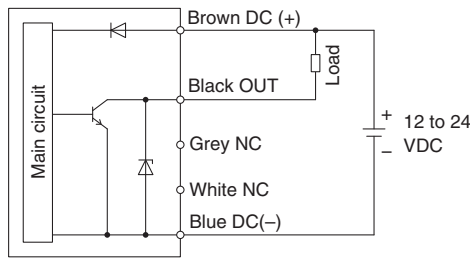 Brown DC (+)
Main circuit
Load
Black OUT
+ 12 to 24
– VDC
Grey NC
White NC
Blue DC(–)